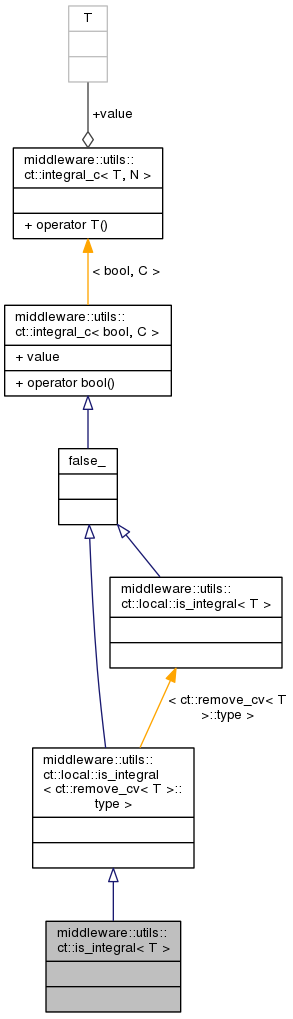 T
+value
middleware::utils::
ct::integral_c< T, N >
+ operator T()
< bool, C >
middleware::utils::
ct::integral_c< bool, C >
+ value
+ operator bool()
false_
middleware::utils::
ct::local::is_integral< T >
< ct::remove_cv< T
>::type >
middleware::utils::
ct::local::is_integral
< ct::remove_cv< T >::
type >
middleware::utils::
ct::is_integral< T >